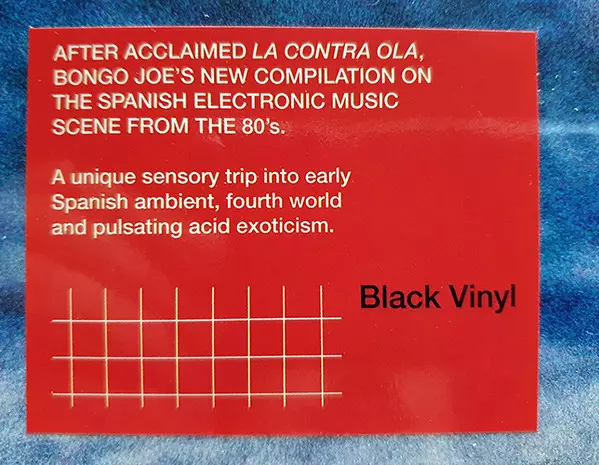 AFTER ACCLAIMED LA CONTRA OLA,
BONGO JOE'S NEW COMPILATION ON
THE SPANISH ELECTRONIC MUSIC
SCENE FROM THE 80's.
A unique sensory trip into early
Spanish ambient, fourth world
and pulsating acid exoticism.
Black Vinyl